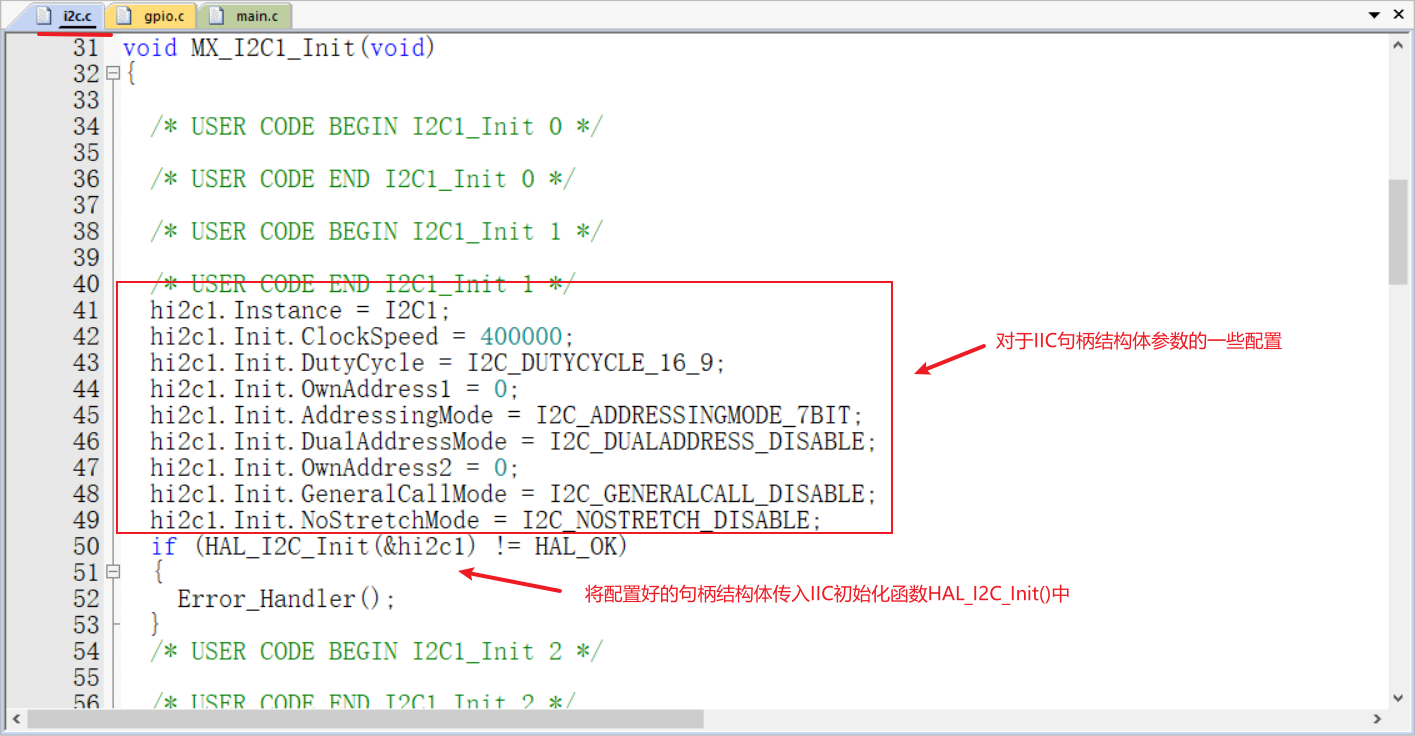 i2c.c gpio.c main.c
31 void MX_I2C1_Init(void)
32 {
33
34 /* USER CODE BEGIN I2C1_Init 0 */
35
36 /* USER CODE END I2C1_Init 0 */
37
38 /* USER CODE BEGIN I2C1_Init 1 */
39
40 /* USER CODE END I2C1_Init 1 */
41 hi2c1.Instance = I2C1;
42 hi2c1.Init.ClockSpeed = 400000;
43 hi2c1.Init.DutyCycle = I2C_DUTYCYCLE_16_9;
对于IIC句柄结构体参数的一些配置
44 hi2c1.Init.OwnAddress1 = 0;
45 hi2c1.Init.AddressingMode = I2C_ADDRESSINGMODE_7BIT;
46 hi2c1.Init.DualAddressMode = I2C_DUALADDRESS_DISABLE;
47 hi2c1.Init.OwnAddress2 = 0;
48 hi2c1.Init.GeneralCallMode = I2C_GENERALCALL_DISABLE;
49 hi2c1.Init.NoStretchMode = I2C_NOSTRETCH_DISABLE;
50 if (HAL_I2C_Init(&hi2c1) != HAL_OK)
51 {
52 Error_Handler();
将配置好的句柄结构体传入IIC初始化函数HAL_I2C_Init()中
53 }
54 /* USER CODE BEGIN I2C1_Init 2 */
55
56 /* USER CODE END I2C1_Init 2 */